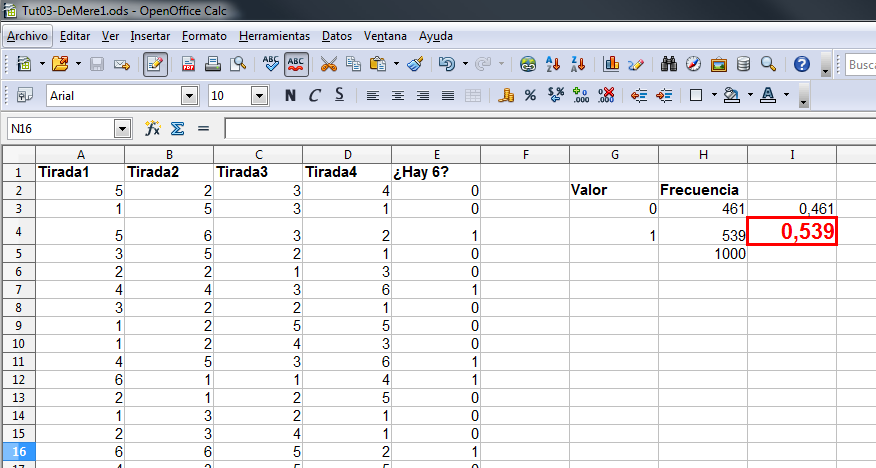 Tut03-DeMere1.ods - OpenOffice Calc
Archivo Editar Ver Insertar Formato Herramientas Datos Ventana Ayuda
ABC ABC A Z Z A Busc
Arial 10 N C S % $% .000 .000 A
N16 fx Σ =
A B C D E F G H I
1 Tirada1 Tirada2 Tirada3 Tirada4 ¿Hay 6?
2 5 2 3 4 0 Valor Frecuencia
3 1 5 3 1 0 0 461 0,461
4 5 6 3 2 1 1 539 0,539
5 3 5 2 1 0 1000
6 2 2 1 3 0
7 4 4 3 6 1
8 3 2 2 1 0
9 1 2 5 5 0
10 1 2 4 3 0
11 4 5 3 6 1
12 6 1 1 4 1
13 2 1 2 5 0
14 1 3 2 1 0
15 2 3 4 1 0
16 6 6 5 2 1